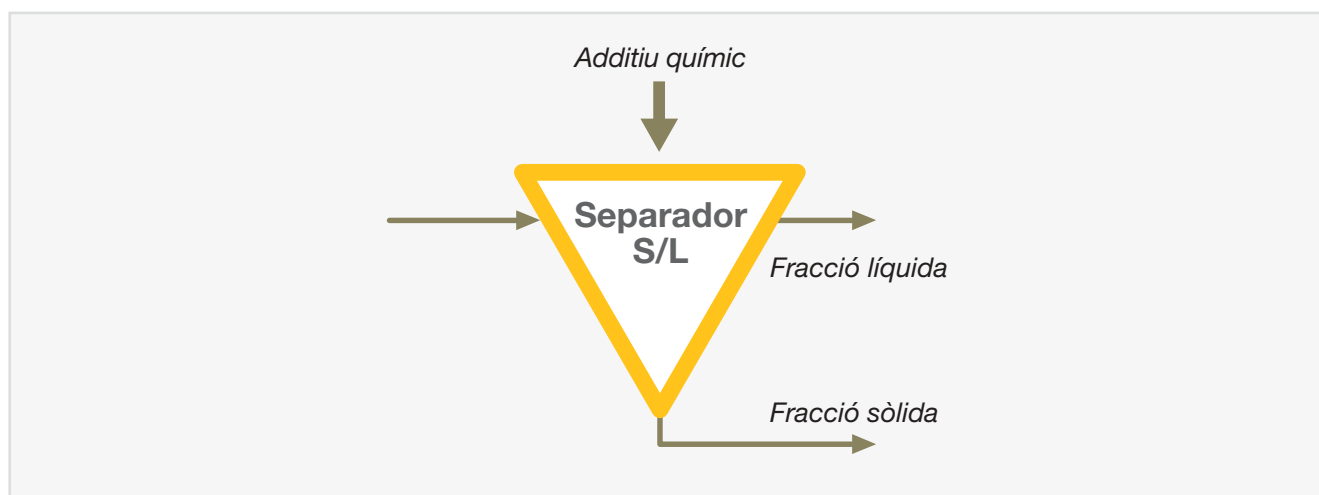 Additiu químic
Separador
S/L
Fracció líquida
Fracció sòlida